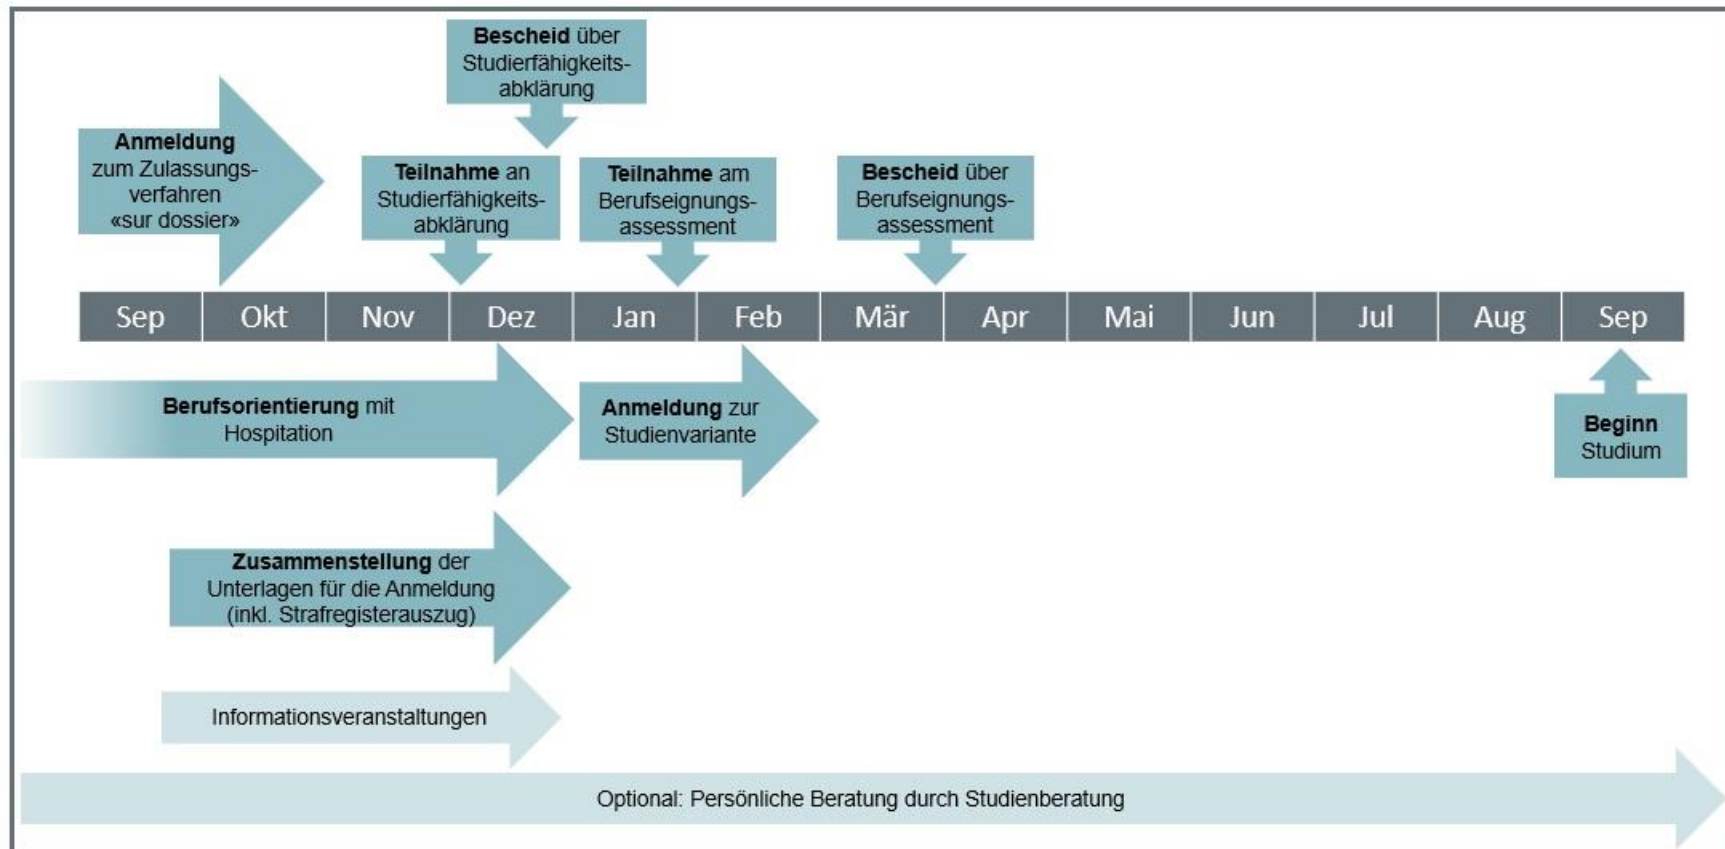 Bescheid über
Studierfähigkeits-
abklärung
Anmeldung
zum Zulassungs-
verfahren
«sur dossier»
Teilnahme an
Studierfähigkeits-
abklärung
Teilnahme am
Berufseignungs-
assessment
Bescheid über
Berufseignungs-
assessment
Sep Okt Nov Dez Jan Feb Mär Apr Mai Jun Jul Aug Sep
Berufsorientierung mit
Hospitation
Anmeldung zur
Studienvariante
Beginn
Studium
Zusammenstellung der
Unterlagen für die Anmeldung
(inkl. Strafregisterauszug)
Informationsveranstaltungen
Optional: Persönliche Beratung durch Studienberatung